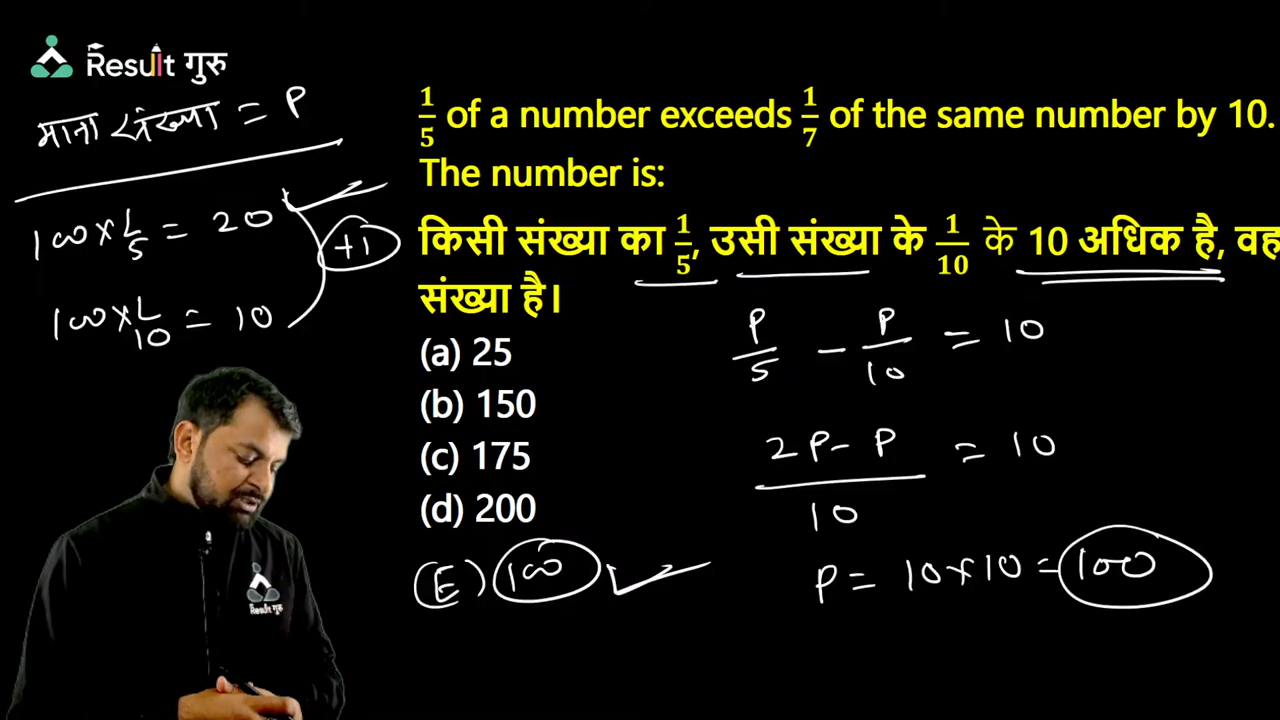 Result गुरु
माना संख्या = P
100 × 1/5 = 20
+1
100 × 1/10 = 10
1/5 of a number exceeds 1/7 of the same number by 10.
The number is:
किसी संख्या का 1/5, उसी संख्या के 1/10 के 10 अधिक है, वह
संख्या है।
(a) 25
(b) 150
(c) 175
(d) 200
(E) 100
P/5 - P/10 = 10
2P - P / 10 = 10
P = 10×10 = 100
Result गुरु